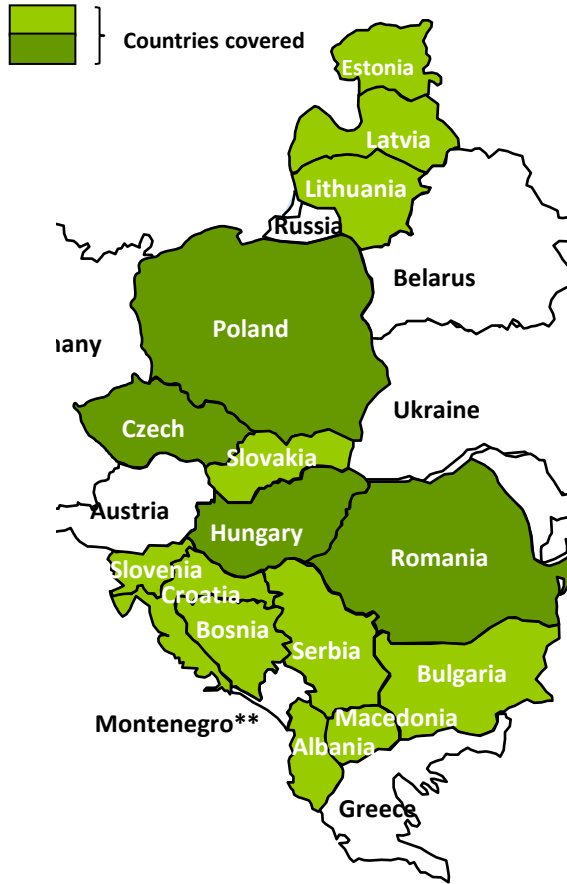 Countries covered
Estonia
Latvia
Lithuania
Russia
Belarus
Poland
many
Ukraine
Czech
Slovakia
Austria
Hungary
Romania
Slovenia
Croatia
Bosnia
Serbia
Bulgaria
Montenegro**
Macedonia
Albania
Greece